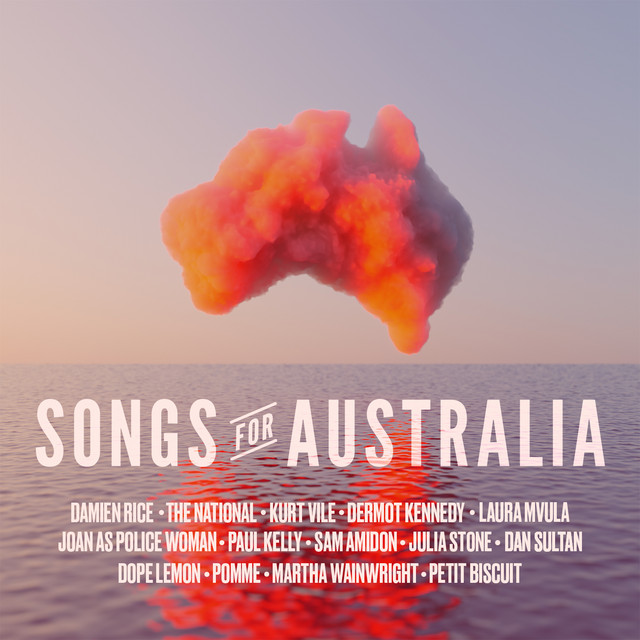 SONGS FOR AUSTRALIA
DAMIEN RICE • THE NATIONAL • KURT VILE • DERMOT KENNEDY • LAURA MVULA
JOAN AS POLICE WOMAN • PAUL KELLY • SAM AMIDON • JULIA STONE • DAN SULTAN
DOPE LEMON • POMME • MARTHA WAINWRIGHT • PETIT BISCUIT